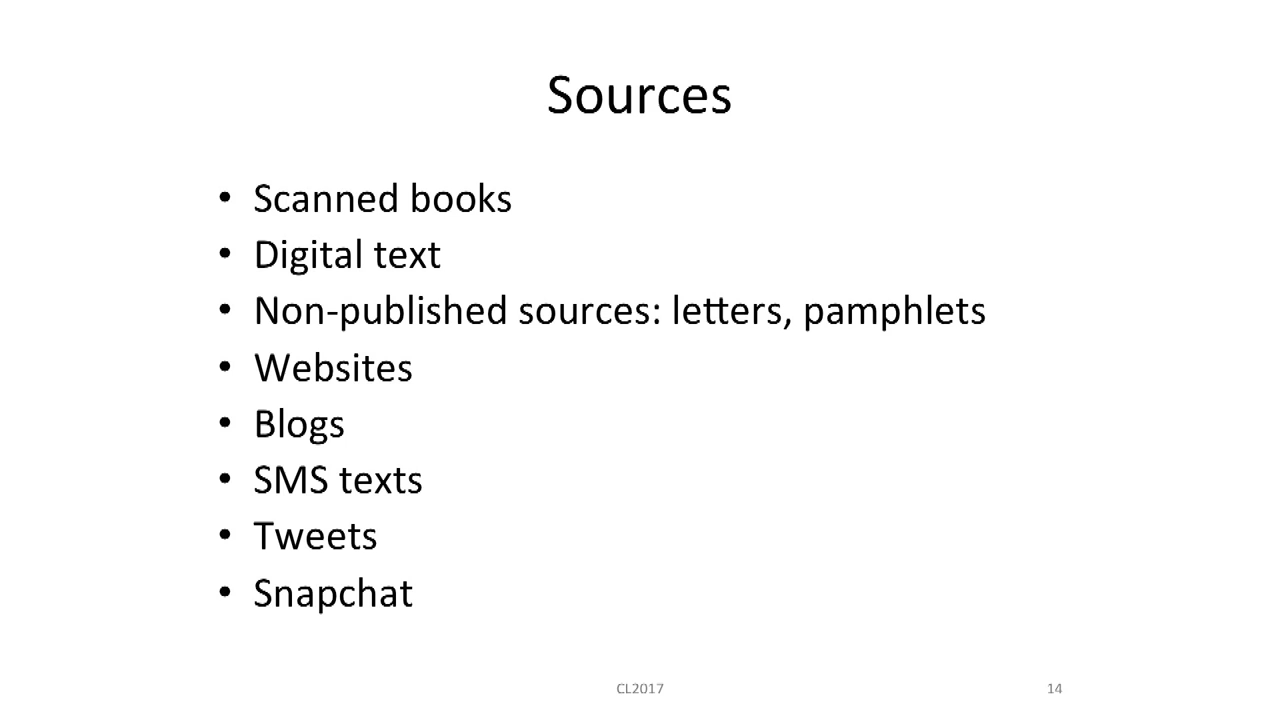 Sources
• Scanned books
• Digital text
• Non-published sources: letters, pamphlets
• Websites
• Blogs
• SMS texts
• Tweets
• Snapchat
CL2017
14